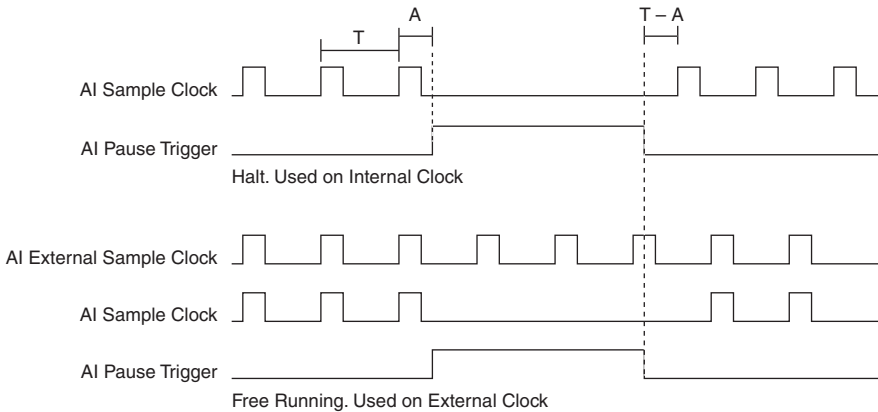 A
T – A
T
AI Sample Clock
AI Pause Trigger
Halt. Used on Internal Clock
AI External Sample Clock
AI Sample Clock
AI Pause Trigger
Free Running. Used on External Clock